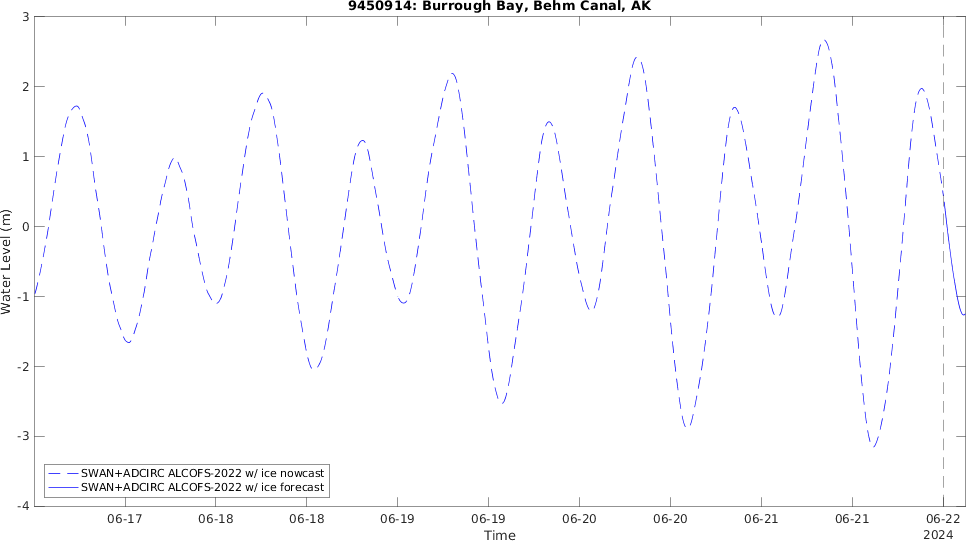 9450914: Burrough Bay, Behm Canal, AK
3
2
1
0
-1
-2
-3
-4
Water Level (m)
SWAN+ADCIRC ALCOFS-2022 w/ ice nowcast
SWAN+ADCIRC ALCOFS-2022 w/ ice forecast
06-17 06-18 06-18 06-19 06-19 06-20 06-20 06-21 06-21 06-22
2024
Time